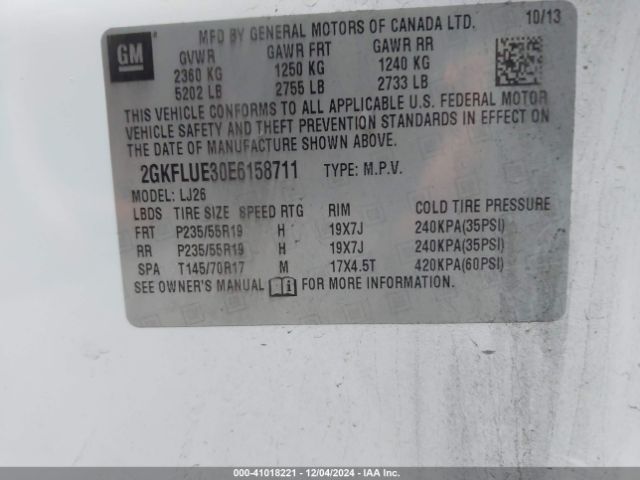 GM
MFD BY GENERAL MOTORS OF CANADA LTD. 10/13
GVWR GAWR FRT GAWR RR
2360 KG 1250 KG 1240 KG
5202 LB 2755 LB 2733 LB
THIS VEHICLE CONFORMS TO ALL APPLICABLE U.S. FEDERAL MOTOR
VEHICLE SAFETY AND THEFT PREVENTION STANDARDS IN EFFECT ON
THE DATE OF MANUFACTURE SHOWN ABOVE.
2GKFLUE30E6158711 TYPE: M.P.V.
MODEL: LJ26
LBDS TIRE SIZE SPEED RTG RIM COLD TIRE PRESSURE
FRT P235/55R19 H 19X7J 240KPA(35PSI)
RR P235/55R19 H 19X7J 240KPA(35PSI)
SPA T145/70R17 M 17X4.5T 420KPA(60PSI)
SEE OWNER'S MANUAL i FOR MORE INFORMATION.
000-41018221 - 12/04/2024 - IAA Inc.